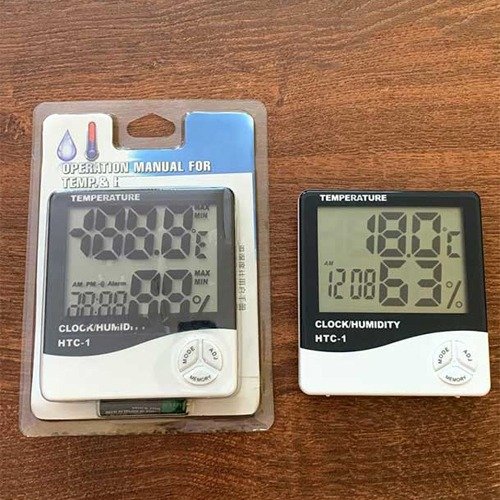 OPERATION MANUAL FOR
TEMP.& H
TEMPERATURE
MAX
MIN
°C
MAX
MIN
AM. PM. Alarm
%
CLOCK/HUMIDI
HTC-1
MODE
ADJ
MEMORY
TEMPERATURE
18.0°C
AM
12:08
63%
CLOCK/HUMIDITY
HTC-1
MODE
ADJ
MEMORY